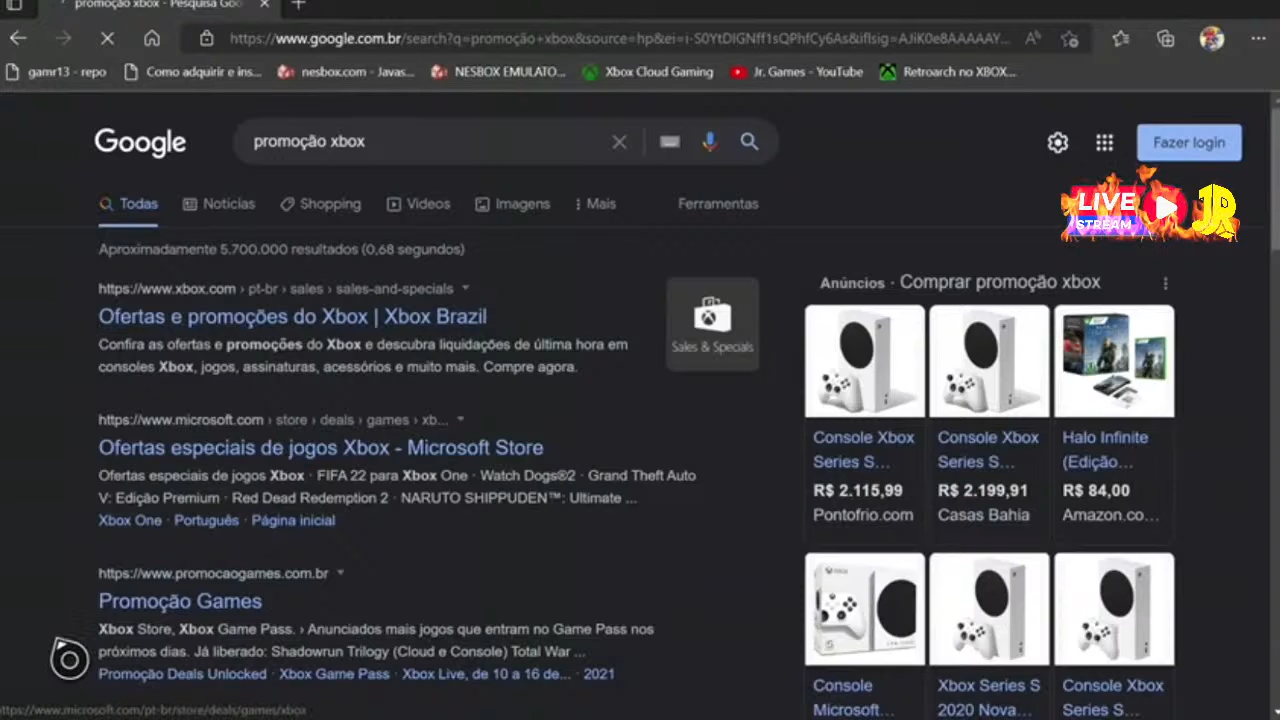 promoção xbox - Pesquisa Goo
https://www.google.com.br/search?q=promoção+xbox&source=hp&ei=i-S0YtDIGNff1sQPhfCy6As&iflsig=AJiK0e8AAAAAY...
gamr13 - repo
Como adquirir e ins...
nesbox.com - Javas...
NESBOX EMULATO...
Xbox Cloud Gaming
Jr. Games - YouTube
Retroarch no XBOX...
Google
promoção xbox
Fazer login
Todas
Notícias
Shopping
Vídeos
Imagens
Mais
Ferramentas
LIVE
STREAM
JR
Aproximadamente 5.700.000 resultados (0,68 segundos)
https://www.xbox.com › pt-br › sales › sales-and-specials
Ofertas e promoções do Xbox | Xbox Brazil
Confira as ofertas e promoções do Xbox e descubra liquidações de última hora em
consoles Xbox, jogos, assinaturas, acessórios e muito mais. Compre agora.
Sales & Specials
https://www.microsoft.com › store › deals › games › xb...
Ofertas especiais de jogos Xbox - Microsoft Store
Ofertas especiais de jogos Xbox · FIFA 22 para Xbox One · Watch Dogs®2 · Grand Theft Auto
V: Edição Premium · Red Dead Redemption 2 · NARUTO SHIPPUDEN™: Ultimate ...
Xbox One · Português · Página inicial
https://www.promocaogames.com.br
Promoção Games
Xbox Store, Xbox Game Pass. › Anunciados mais jogos que entram no Game Pass nos
próximos dias. Já liberado: Shadowrun Trilogy (Cloud e Console) Total War ...
Promoção Deals Unlocked · Xbox Game Pass · Xbox Live, de 10 a 16 de... · 2021
https://www.microsoft.com/pt-br/store/deals/games/xbox
Anúncios · Comprar promoção xbox
Console Xbox
Series S...
R$ 2.115,99
Pontofrio.com
Console Xbox
Series S...
R$ 2.199,91
Casas Bahia
Halo Infinite
(Edição...
R$ 84,00
Amazon.co...
Console
Microsoft...
Xbox Series S
2020 Nova...
Console Xbox
Series S...